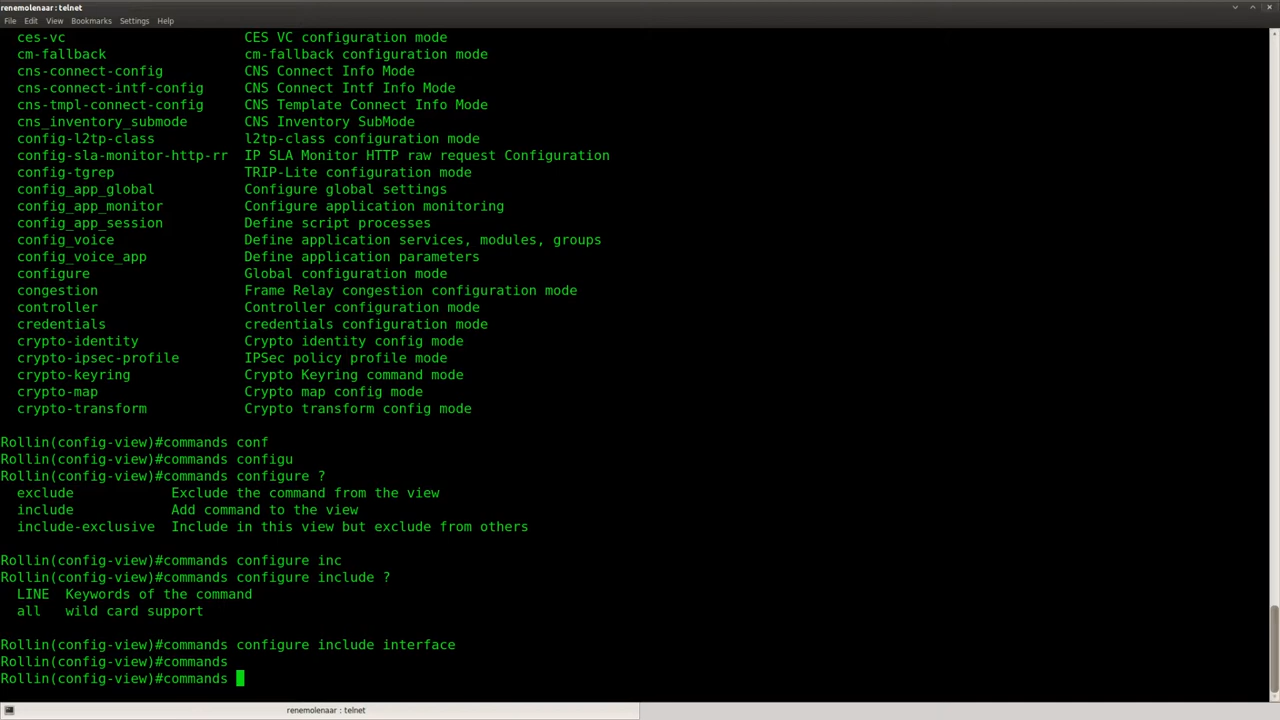 renemolenaar : telnet
File Edit View Bookmarks Settings Help
ces-vc CES VC configuration mode
cm-fallback cm-fallback configuration mode
cns-connect-config CNS Connect Info Mode
cns-connect-intf-config CNS Connect Intf Info Mode
cns-tmpl-connect-config CNS Template Connect Info Mode
cns_inventory_submode CNS Inventory SubMode
config-l2tp-class l2tp-class configuration mode
config-sla-monitor-http-rr IP SLA Monitor HTTP raw request Configuration
config-tgrep TRIP-Lite configuration mode
config_app_global Configure global settings
config_app_monitor Configure application monitoring
config_app_session Define script processes
config_voice Define application services, modules, groups
config_voice_app Define application parameters
configure Global configuration mode
congestion Frame Relay congestion configuration mode
controller Controller configuration mode
credentials credentials configuration mode
crypto-identity Crypto identity config mode
crypto-ipsec-profile IPSec policy profile mode
crypto-keyring Crypto Keyring command mode
crypto-map Crypto map config mode
crypto-transform Crypto transform config mode
Rollin(config-view)#commands conf
Rollin(config-view)#commands configu
Rollin(config-view)#commands configure ?
exclude Exclude the command from the view
include Add command to the view
include-exclusive Include in this view but exclude from others
Rollin(config-view)#commands configure inc
Rollin(config-view)#commands configure include ?
LINE Keywords of the command
all wild card support
Rollin(config-view)#commands configure include interface
Rollin(config-view)#commands
Rollin(config-view)#commands
renemolenaar : telnet